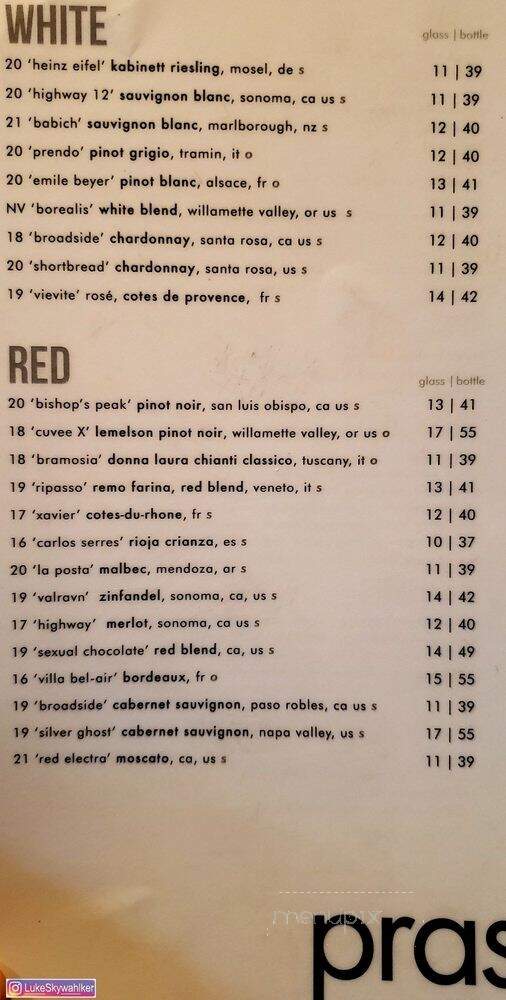 WHITE
glass | bottle
20 'heinz eifel' kabinett riesling, mosel, de s 11 | 39
20 'highway 12' sauvignon blanc, sonoma, ca us s 11 | 39
21 'babich' sauvignon blanc, marlborough, nz s 12 | 40
20 'prendo' pinot grigio, tramin, it o 12 | 40
20 'emile beyer' pinot blanc, alsace, fr o 13 | 41
NV 'borealis' white blend, willamette valley, or us s 11 | 39
18 'broadside' chardonnay, santa rosa, ca us s 12 | 40
20 'shortbread' chardonnay, santa rosa, us s 11 | 39
19 'vievite' rosé, cotes de provence, fr s 14 | 42
RED
glass | bottle
20 'bishop's peak' pinot noir, san luis obispo, ca us s 13 | 41
18 'cuvee X' lemelson pinot noir, willamette valley, or us o 17 | 55
18 'bramosia' donna laura chianti classico, tuscany, it o 11 | 39
19 'ripasso' remo farina, red blend, veneto, it s 13 | 41
17 'xavier' cotes-du-rhone, fr s 12 | 40
16 'carlos serres' rioja crianza, es s 10 | 37
20 'la posta' malbec, mendoza, ar s 11 | 39
19 'valravn' zinfandel, sonoma, ca, us s 14 | 42
17 'highway' merlot, sonoma, ca us s 12 | 40
19 'sexual chocolate' red blend, ca, us s 14 | 49
16 'villa bel-air' bordeaux, fr o 15 | 55
19 'broadside' cabernet sauvignon, paso robles, ca us s 11 | 39
19 'silver ghost' cabernet sauvignon, napa valley, us s 17 | 55
21 'red electra' moscato, ca, us s 11 | 39
menupix
pras
LukeSkywahlker